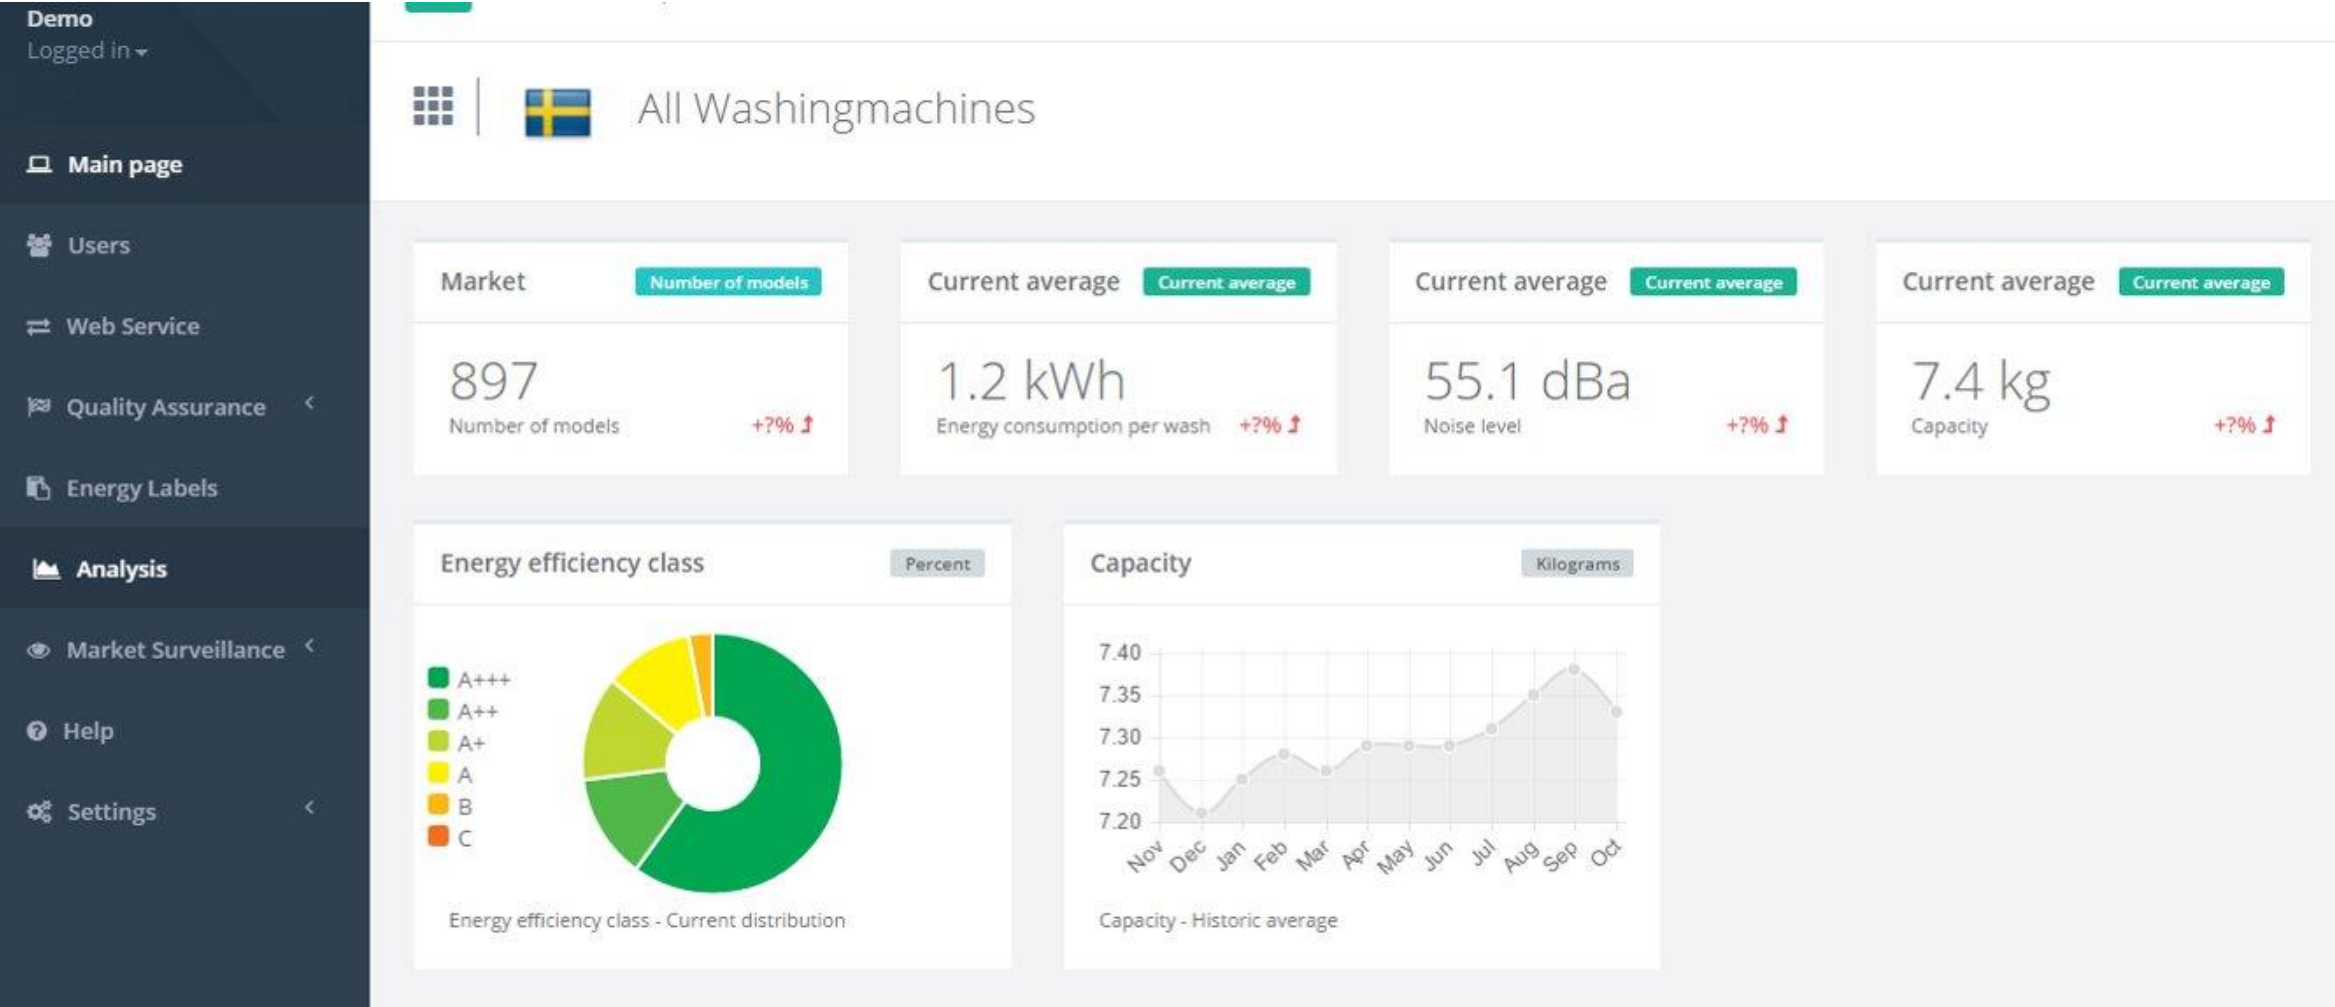 Demo
Logged in
Main page
Users
Web Service
Quality Assurance
Energy Labels
Analysis
Market Surveillance
Help
Settings
All Washingmachines
Market Number of models
897
Number of models +?%
Current average Current average
1.2 kWh
Energy consumption per wash +?%
Current average Current average
55.1 dBa
Noise level +?%
Current average Current average
7.4 kg
Capacity +?%
Energy efficiency class Percent
A+++
A++
A+
A
B
C
Energy efficiency class - Current distribution
Capacity Kilograms
7.40
7.35
7.30
7.25
7.20
Nov Dec Jan Feb Mar Apr May Jun Jul Aug Sep Oct
Capacity - Historic average